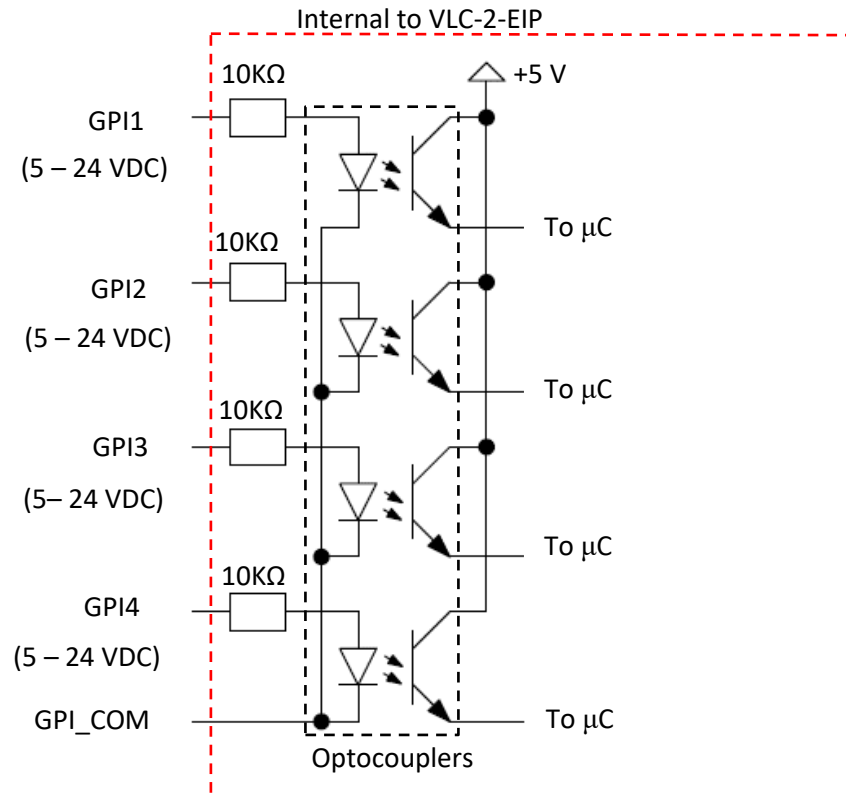 Internal to VLC-2-EIP
10KΩ
+5 V
GPI1
(5 – 24 VDC)
To μC
10KΩ
GPI2
(5 – 24 VDC)
To μC
10KΩ
GPI3
(5– 24 VDC)
To μC
10KΩ
GPI4
(5 – 24 VDC)
GPI_COM
To μC
Optocouplers